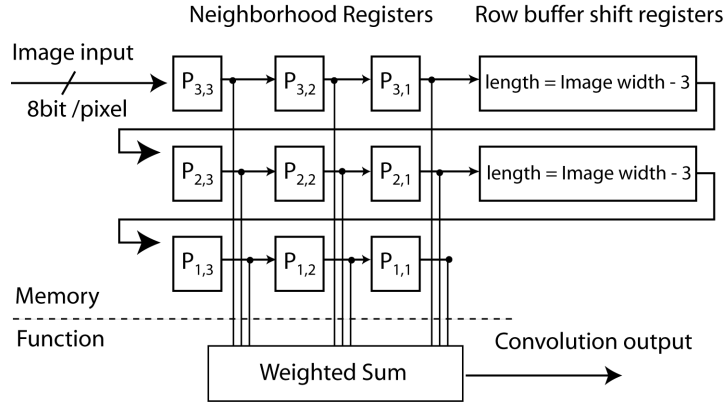 Neighborhood Registers
Row buffer shift registers
Image input
8bit /pixel
P3,3
P3,2
P3,1
length = Image width - 3
P2,3
P2,2
P2,1
length = Image width - 3
P1,3
P1,2
P1,1
Memory
Function
Weighted Sum
Convolution output